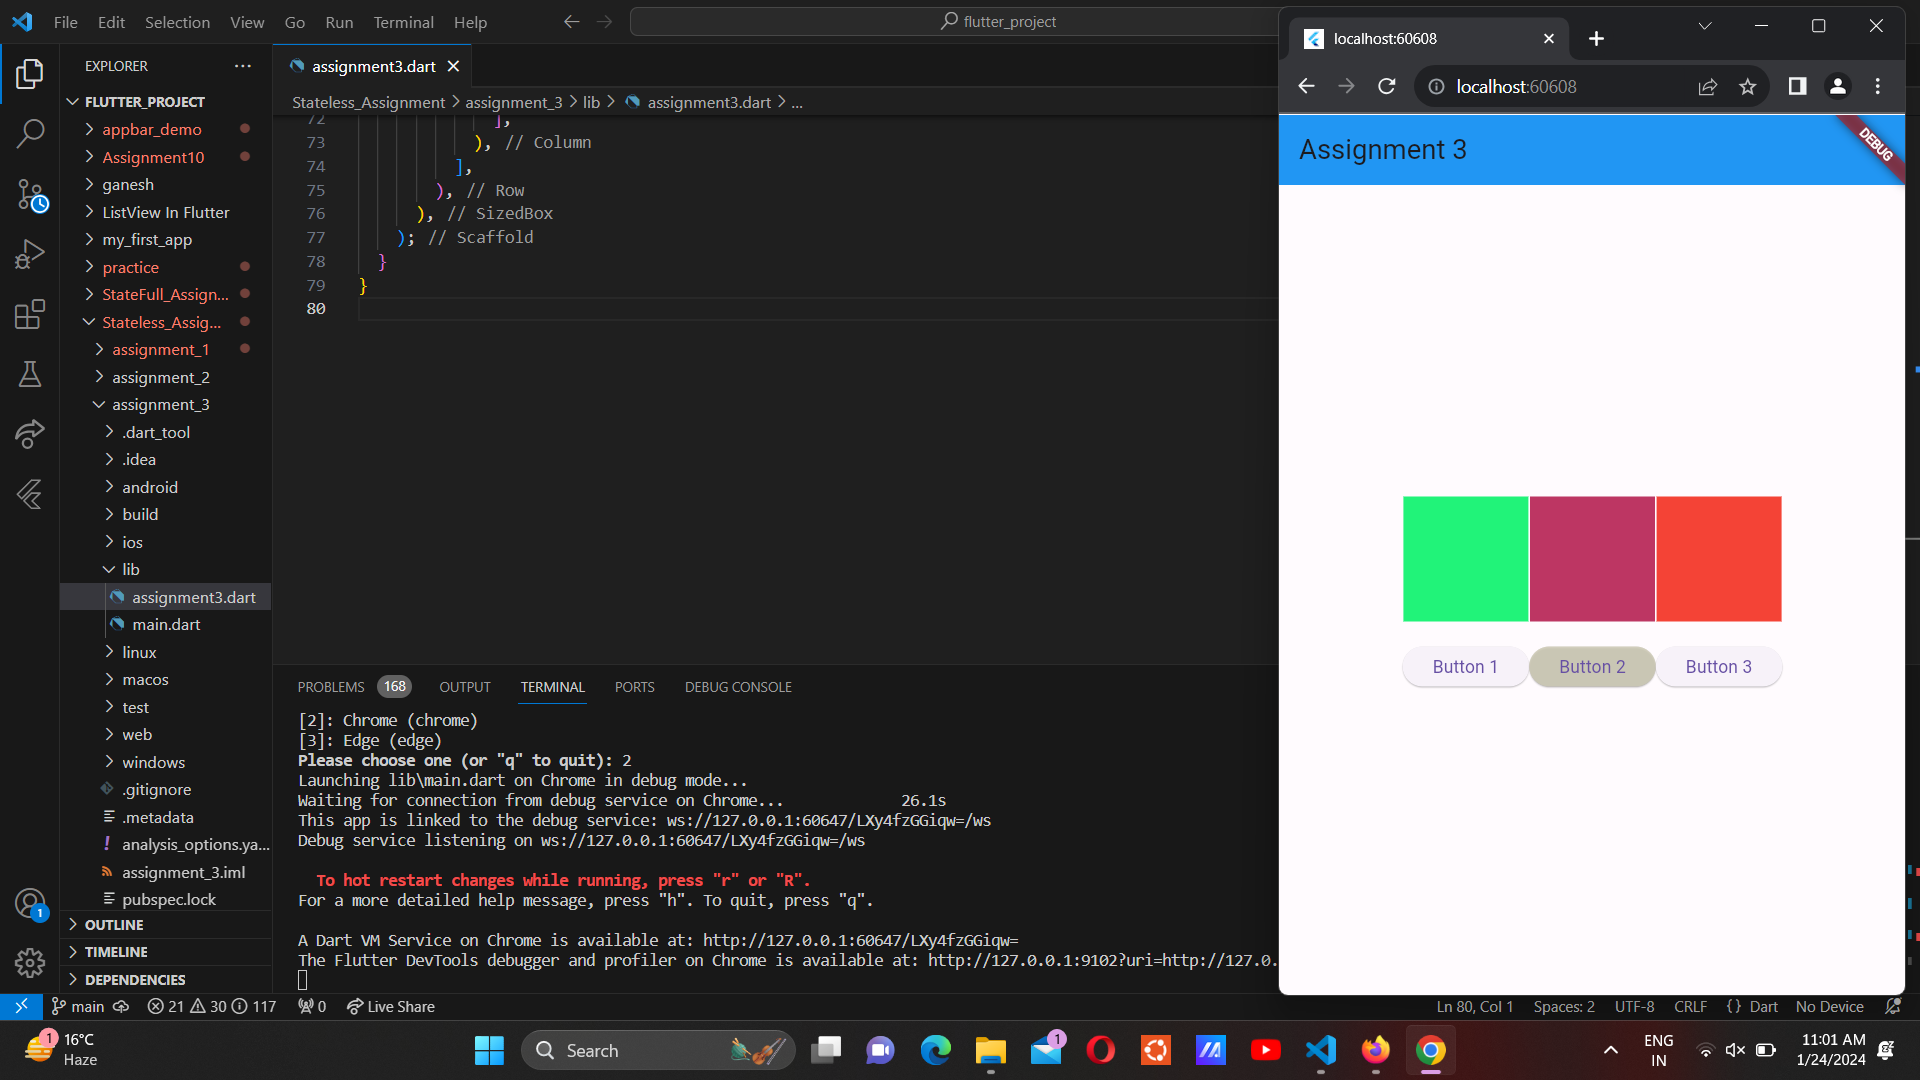 File Edit Selection View Go Run Terminal Help
flutter_project
EXPLORER
FLUTTER_PROJECT
appbar_demo
Assignment10
ganesh
ListView In Flutter
my_first_app
practice
StateFull_Assign...
Stateless_Assig...
assignment_1
assignment_2
assignment_3
.dart_tool
.idea
android
build
ios
lib
assignment3.dart
main.dart
linux
macos
test
web
windows
.gitignore
.metadata
analysis_options.ya...
assignment_3.iml
pubspec.lock
OUTLINE
TIMELINE
DEPENDENCIES
assignment3.dart
Stateless_Assignment > assignment_3 > lib > assignment3.dart > ...
72 ],
73 ), // Column
74 ],
75 ), // Row
76 ), // SizedBox
77 ); // Scaffold
78 }
79 }
80
PROBLEMS 168 OUTPUT TERMINAL PORTS DEBUG CONSOLE
[2]: Chrome (chrome)
[3]: Edge (edge)
Please choose one (or "q" to quit): 2
Launching lib\main.dart on Chrome in debug mode...
Waiting for connection from debug service on Chrome... 26.1s
This app is linked to the debug service: ws://127.0.0.1:60647/LXy4fzGGiqw=/ws
Debug service listening on ws://127.0.0.1:60647/LXy4fzGGiqw=/ws
To hot restart changes while running, press "r" or "R".
For a more detailed help message, press "h". To quit, press "q".
A Dart VM Service on Chrome is available at: http://127.0.0.1:60647/LXy4fzGGiqw=
The Flutter DevTools debugger and profiler on Chrome is available at: http://127.0.0.1:9102?uri=http://127.0.
localhost:60608
localhost:60608
Assignment 3
DEBUG
Button 1 Button 2 Button 3
1
main 21 30 117 0 Live Share
Ln 80, Col 1 Spaces: 2 UTF-8 CRLF {} Dart No Device
1
16°C
Haze
Search
1
ENG
IN
11:01 AM
1/24/2024